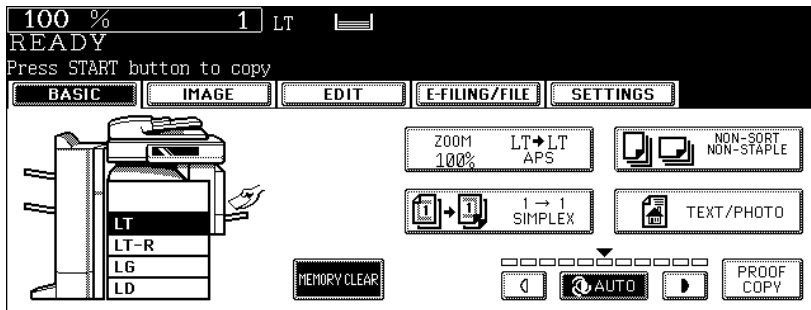 100 % 1 LT
READY
Press START button to copy
BASIC IMAGE EDIT E-FILING/FILE SETTINGS
ZOOM LT→LT
100% APS
NON-SORT
NON-STAPLE
LT
LT-R
LG
LD
1 1
1 → 1
SIMPLEX
TEXT/PHOTO
MEMORY CLEAR
AUTO
PROOF
COPY